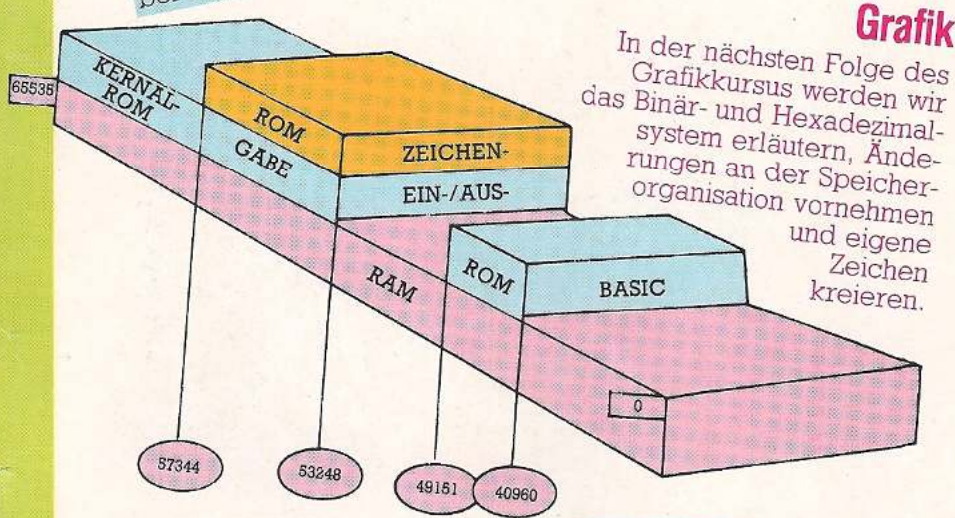 Grafik
In der nächsten Folge des
Grafikkursus werden wir
das Binär- und Hexadezimal-
system erläutern, Ände-
rungen an der Speicher-
organisation vornehmen
und eigene
Zeichen
kreieren.
65535
KERNAL-
ROM
ROM
GABE
ZEICHEN-
EIN-/AUS-
RAM
ROM
BASIC
0
57344
53248
49151
40960